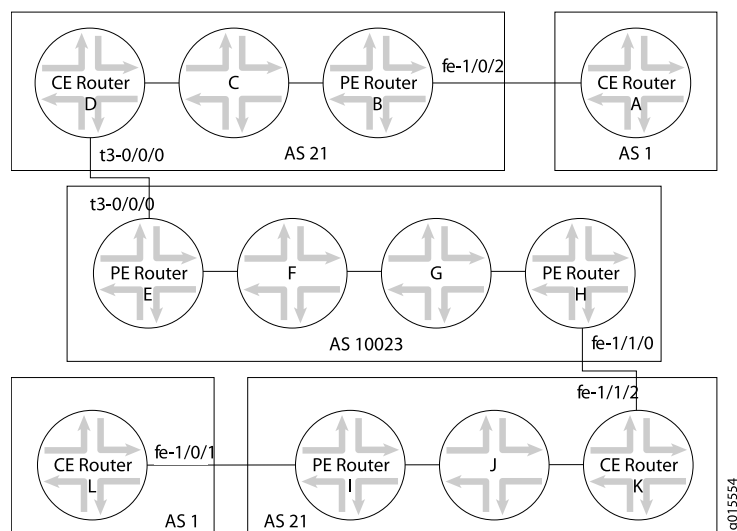 CE Router
D
C
PE Router
B
fe-1/0/2
CE Router
A
t3-0/0/0
AS 21
AS 1
t3-0/0/0
PE Router
E
F
G
PE Router
H
AS 10023
fe-1/1/0
fe-1/1/2
CE Router
L
fe-1/0/1
PE Router
I
J
CE Router
K
AS 1
AS 21
g015554